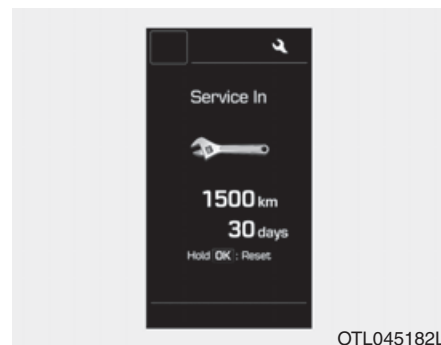 Service In
1500 km
30 days
Hold OK : Reset
OTL045182L